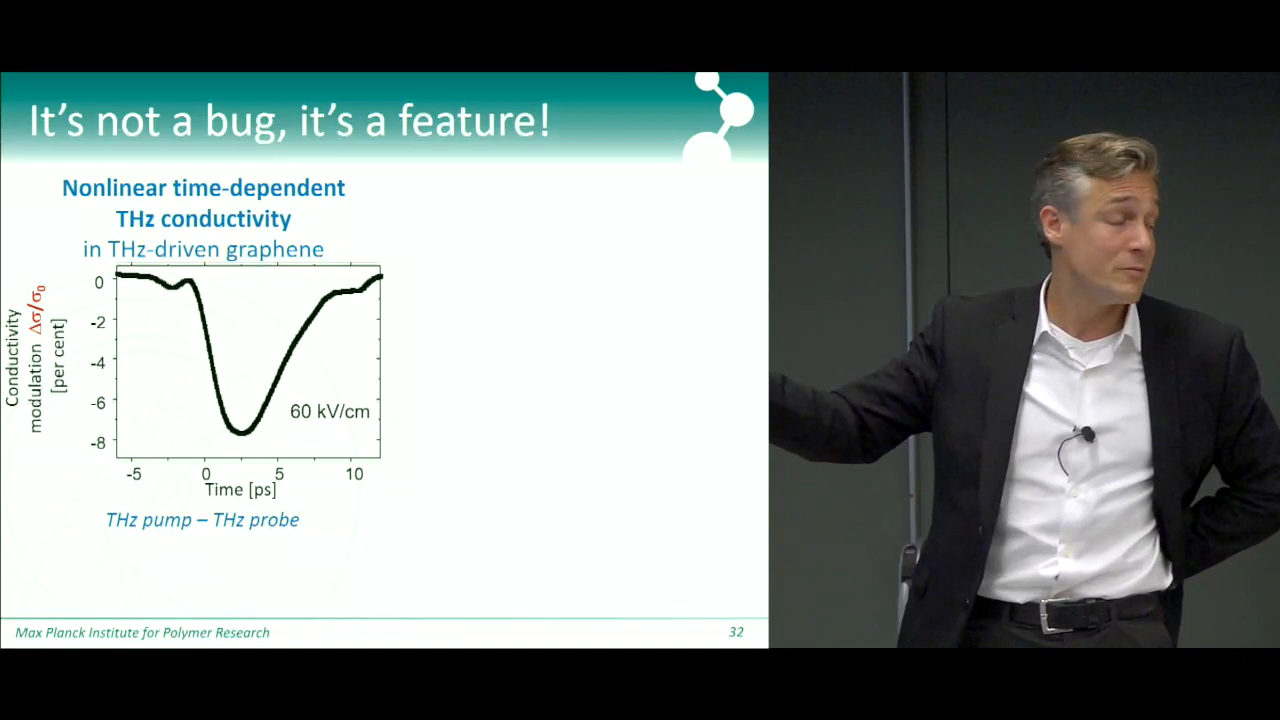 It's not a bug, it's a feature!
Nonlinear time-dependent
THz conductivity
in THz-driven graphene
Conductivity
modulation Δσ/σ₀
[per cent]
0
-2
-4
-6
-8
60 kV/cm
-5 0 5 10
Time [ps]
THz pump – THz probe
Max Planck Institute for Polymer Research
32